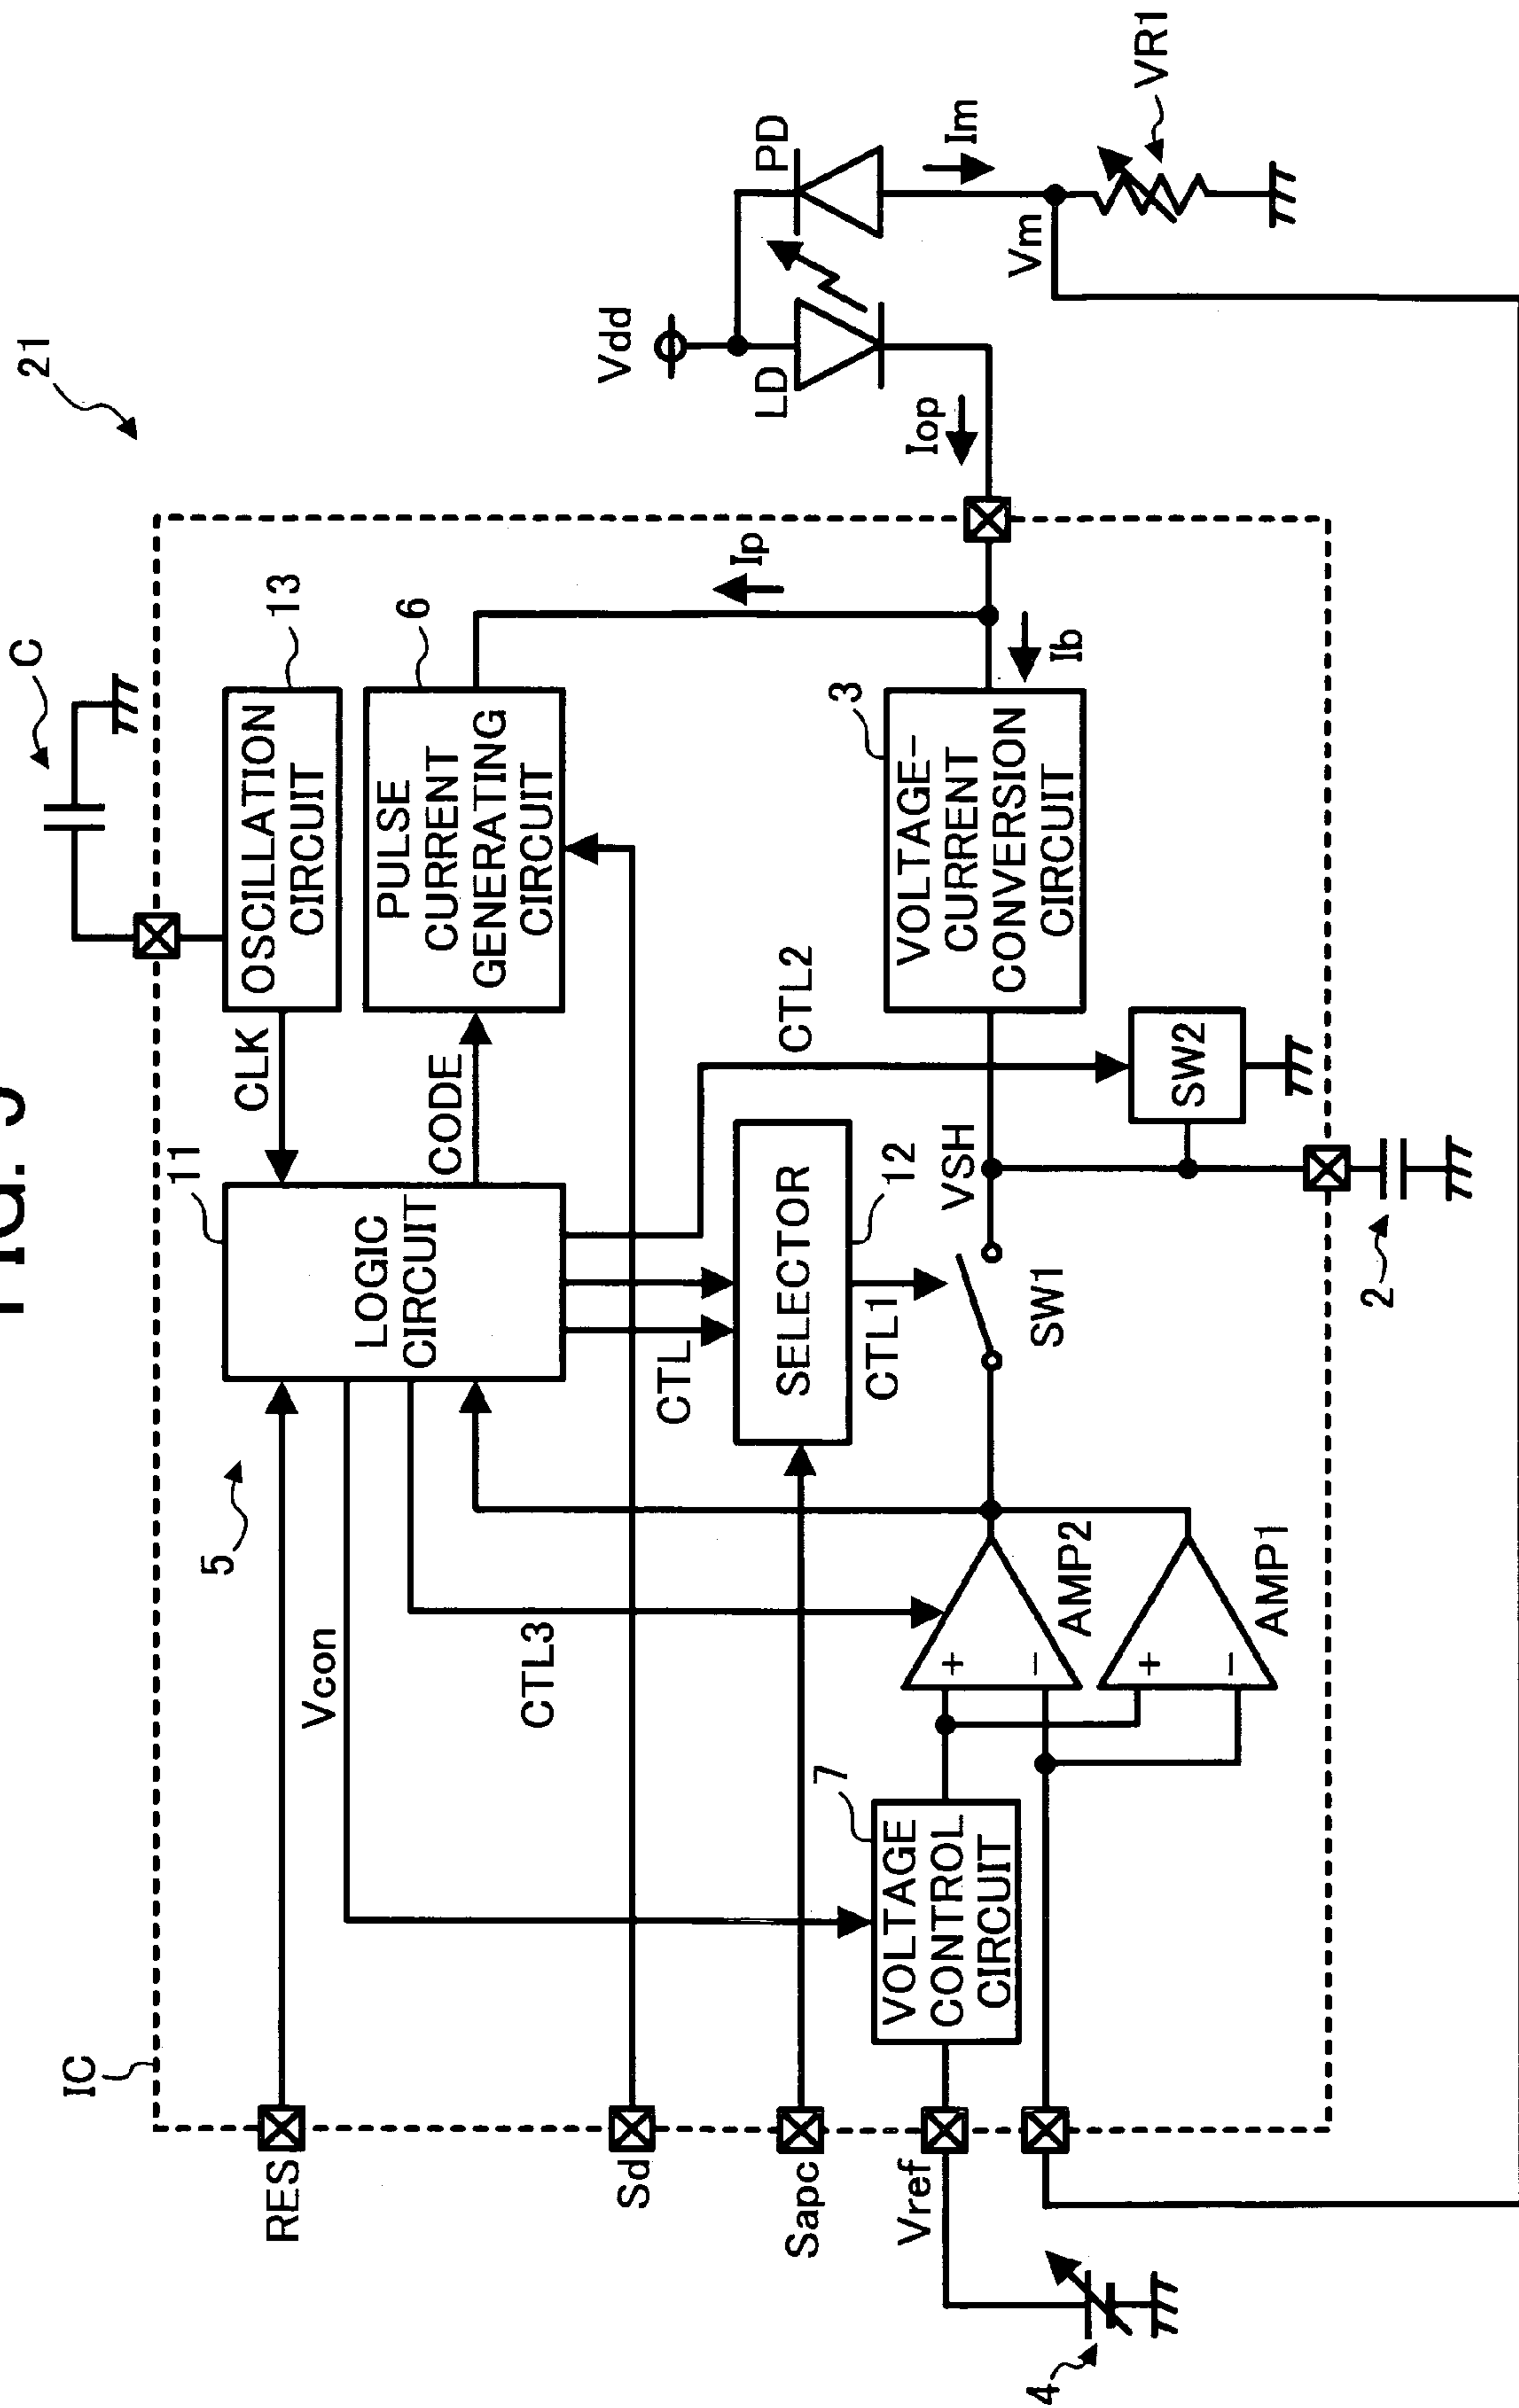 FIG.
21
IC
C
RES
5
11
LOGIC
CIRCUIT
CLK
13
OSCILLATION
CIRCUIT
Vcon
CTL3
CODE
6
PULSE
CURRENT
GENERATING
CIRCUIT
Ip
Sd
CTL
CTL2
Sapc
SELECTOR
12
CTL1
Vref
7
VOLTAGE
CONTROL
CIRCUIT
+
−
AMP2
+
−
AMP1
SW1
VSH
3
VOLTAGE-
CURRENT
CONVERSION
CIRCUIT
Ib
SW2
Iop
Vdd
LD
PD
Im
Vm
VR1
4
2